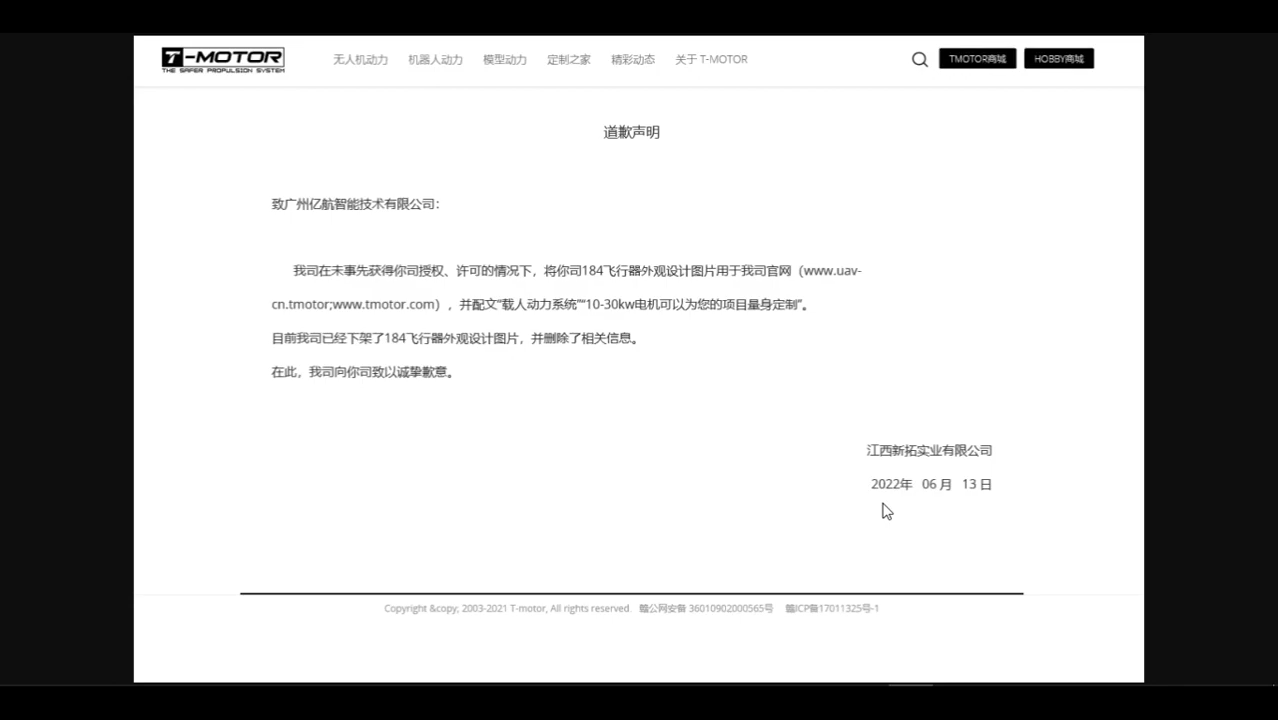 T-MOTOR
THE SAFER PROPULSION SYSTEM
无人机动力 机器人动力 模型动力 定制之家 精彩动态 关于 T-MOTOR
TMOTOR商城 HOBBY商城
道歉声明
致广州亿航智能技术有限公司：
我司在未事先获得你司授权、许可的情况下，将你司184飞行器外观设计图片用于我司官网（www.uav-
cn.tmotor;www.tmotor.com），并配文“载人动力系统”“10-30kw电机可以为您的项目量身定制”。
目前我司已经下架了184飞行器外观设计图片，并删除了相关信息。
在此，我司向你司致以诚挚歉意。
江西新拓实业有限公司
2022年 06 月 13 日
Copyright &copy; 2003-2021 T-motor, All rights reserved. 赣公网安备 36010902000565号 赣ICP备17011325号-1